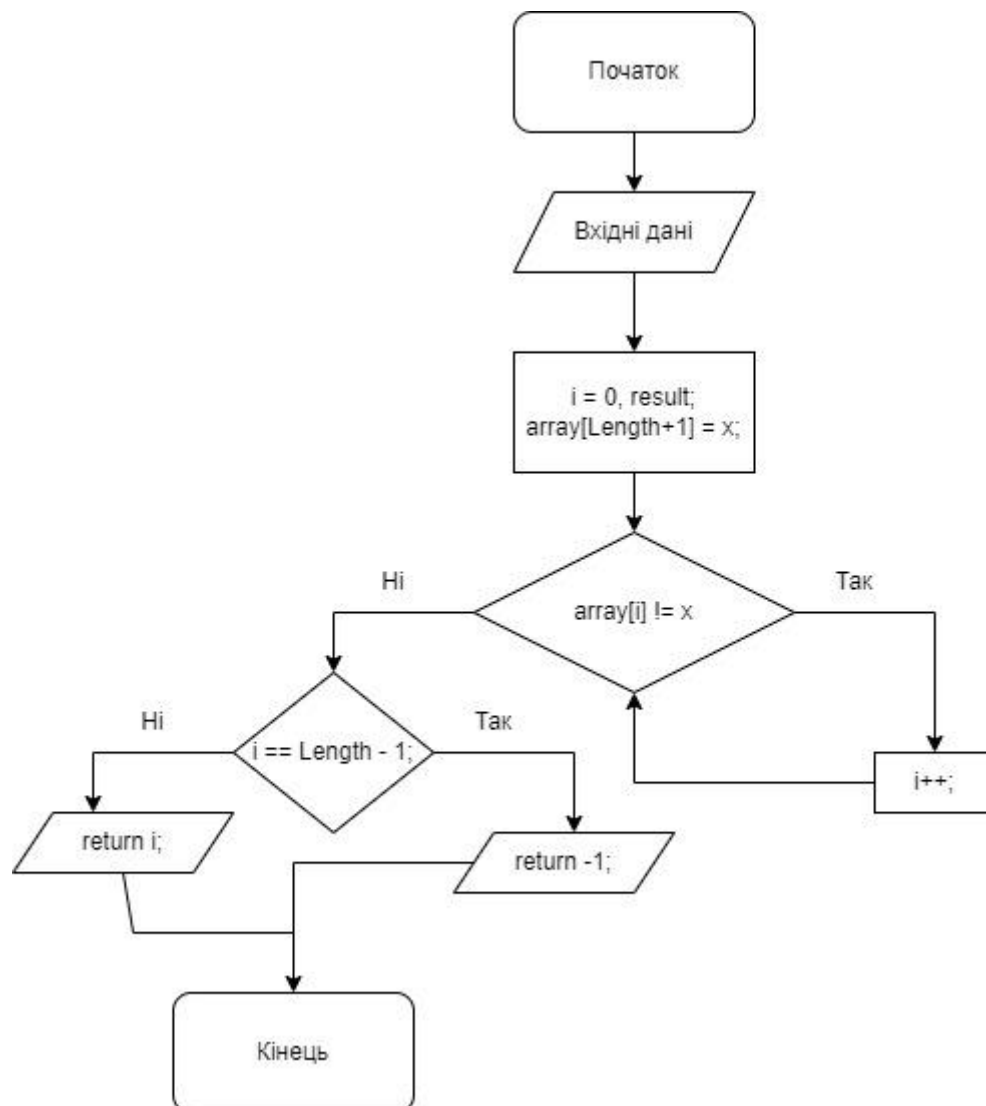 Початок
Вхідні дані
i = 0, result;
array[Length+1] = x;
Ні
Так
array[i] != x
Ні
Так
i == Length - 1;
i++;
return i;
return -1;
Кінець